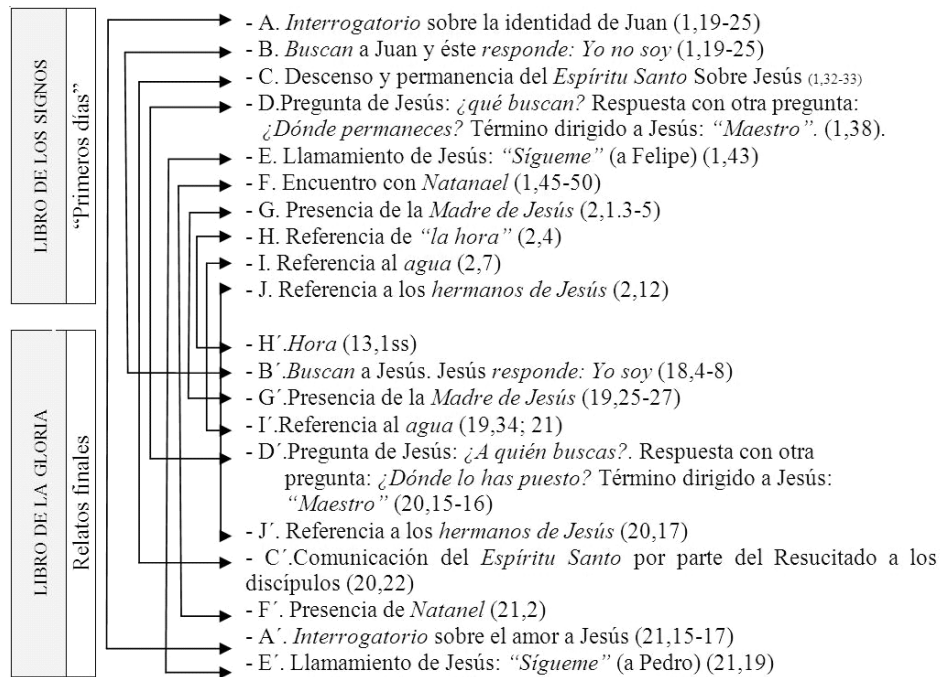 LIBRO DE LOS SIGNOS
“Primeros días”
- A. Interrogatorio sobre la identidad de Juan (1,19-25)
- B. Buscan a Juan y éste responde: Yo no soy (1,19-25)
- C. Descenso y permanencia del Espíritu Santo Sobre Jesús (1,32-33)
- D.Pregunta de Jesús: ¿qué buscan? Respuesta con otra pregunta:
¿Dónde permaneces? Término dirigido a Jesús: “Maestro”. (1,38).
- E. Llamamiento de Jesús: “Sígueme” (a Felipe) (1,43)
- F. Encuentro con Natanael (1,45-50)
- G. Presencia de la Madre de Jesús (2,1.3-5)
- H. Referencia de “la hora” (2,4)
- I. Referencia al agua (2,7)
- J. Referencia a los hermanos de Jesús (2,12)
LIBRO DE LA GLORIA
Relatos finales
- H´.Hora (13,1ss)
- B´.Buscan a Jesús. Jesús responde: Yo soy (18,4-8)
- G´.Presencia de la Madre de Jesús (19,25-27)
- I´.Referencia al agua (19,34; 21)
- D´.Pregunta de Jesús: ¿A quién buscas?. Respuesta con otra
pregunta: ¿Dónde lo has puesto? Término dirigido a Jesús:
“Maestro” (20,15-16)
- J´. Referencia a los hermanos de Jesús (20,17)
- C´.Comunicación del Espíritu Santo por parte del Resucitado a los
discípulos (20,22)
- F´. Presencia de Natanel (21,2)
- A´. Interrogatorio sobre el amor a Jesús (21,15-17)
- E´. Llamamiento de Jesús: “Sígueme” (a Pedro) (21,19)